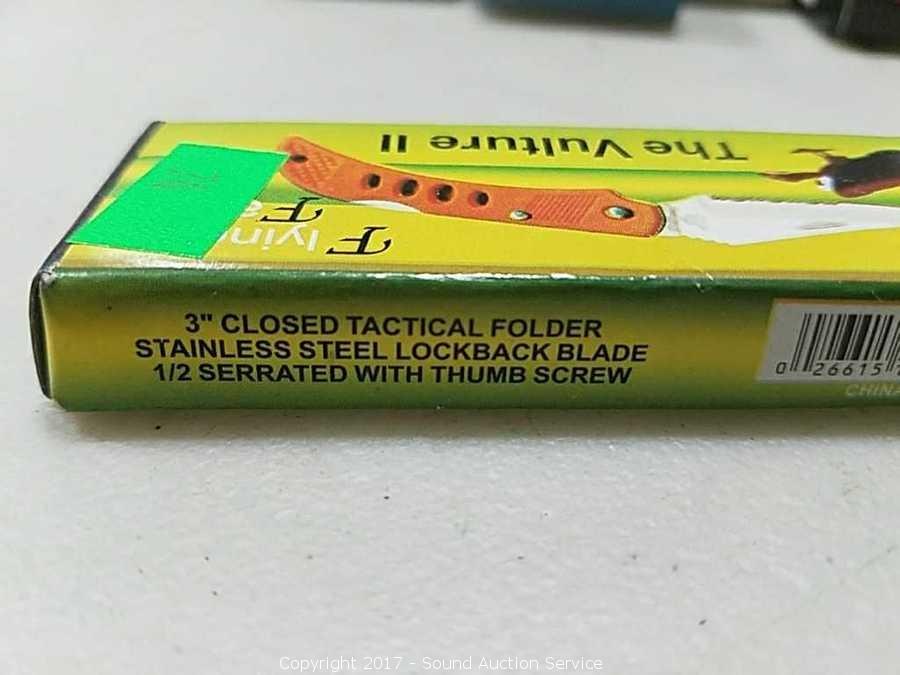 The Vulture II
3" CLOSED TACTICAL FOLDER
STAINLESS STEEL LOCKBACK BLADE
1/2 SERRATED WITH THUMB SCREW
0 26615
CHINA
Copyright 2017 - Sound Auction Service